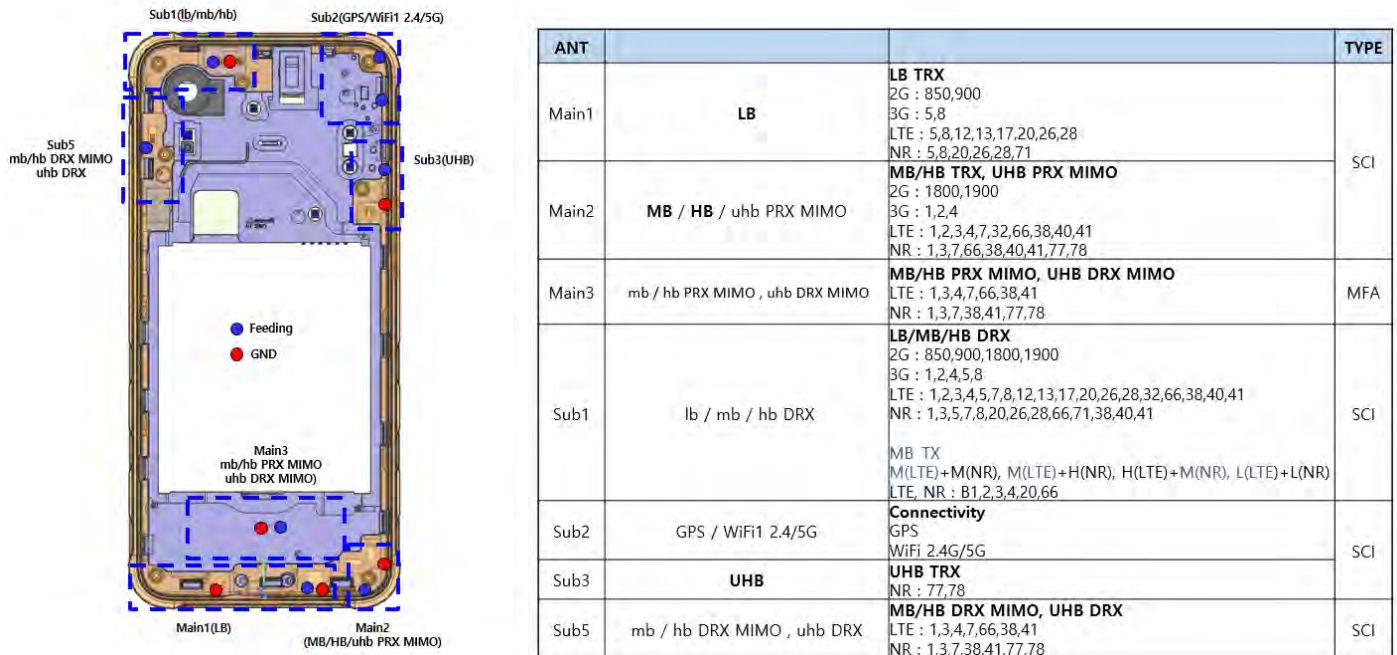 Sub1(lb/mb/hb)
Sub2(GPS/WiFi1 2.4/5G)
Sub5
mb/hb DRX MIMO
uhb DRX
Sub3(UHB)
Feeding
GND
Main3
mb/hb PRX MIMO
uhb DRX MIMO)
Main1(LB)
Main2
(MB/HB/uhb PRX MIMO)
ANT TYPE
Main1 LB
LB TRX
2G : 850,900
3G : 5,8
LTE : 5,8,12,13,17,20,26,28
NR : 5,8,20,26,28,71
SCI
Main2 MB / HB / uhb PRX MIMO
MB/HB TRX, UHB PRX MIMO
2G : 1800,1900
3G : 1,2,4
LTE : 1,2,3,4,7,32,66,38,40,41
NR : 1,3,7,66,38,40,41,77,78
Main3 mb / hb PRX MIMO , uhb DRX MIMO
MB/HB PRX MIMO, UHB DRX MIMO
LTE : 1,3,4,7,66,38,41
NR : 1,3,7,38,41,77,78
MFA
Sub1 lb / mb / hb DRX
LB/MB/HB DRX
2G : 850,900,1800,1900
3G : 1,2,4,5,8
LTE : 1,2,3,4,5,7,8,12,13,17,20,26,28,32,66,38,40,41
NR : 1,3,5,7,8,20,26,28,66,71,38,40,41
MB TX
M(LTE)+M(NR), M(LTE)+H(NR), H(LTE)+M(NR), L(LTE)+L(NR)
LTE, NR : B1,2,3,4,20,66
SCI
Sub2 GPS / WiFi1 2.4/5G
Connectivity
GPS
WiFi 2.4G/5G
SCI
Sub3 UHB
UHB TRX
NR : 77,78
Sub5 mb / hb DRX MIMO , uhb DRX
MB/HB DRX MIMO, UHB DRX
LTE : 1,3,4,7,66,38,41
NR : 1,3,7,38,41,77,78
SCI